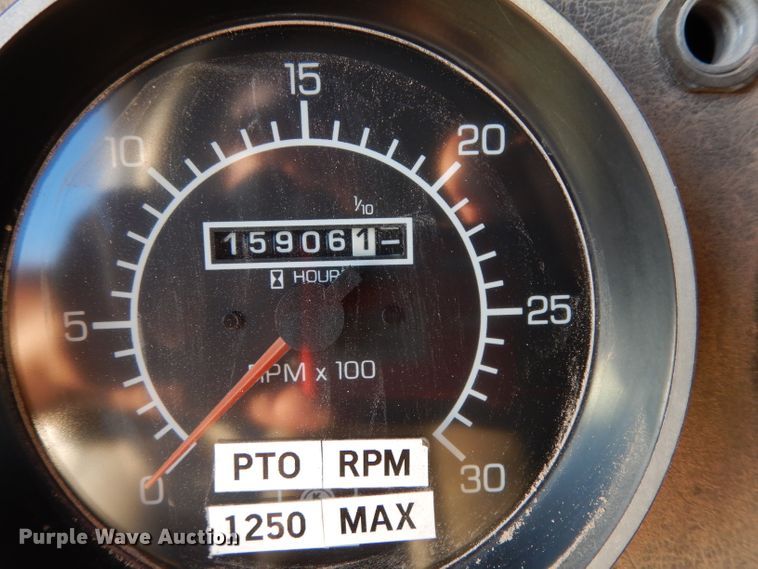 15
10
20
1/10
159061
HOUR
5
25
RPM x 100
0
30
PTO RPM
1250 MAX
Purple Wave Auction